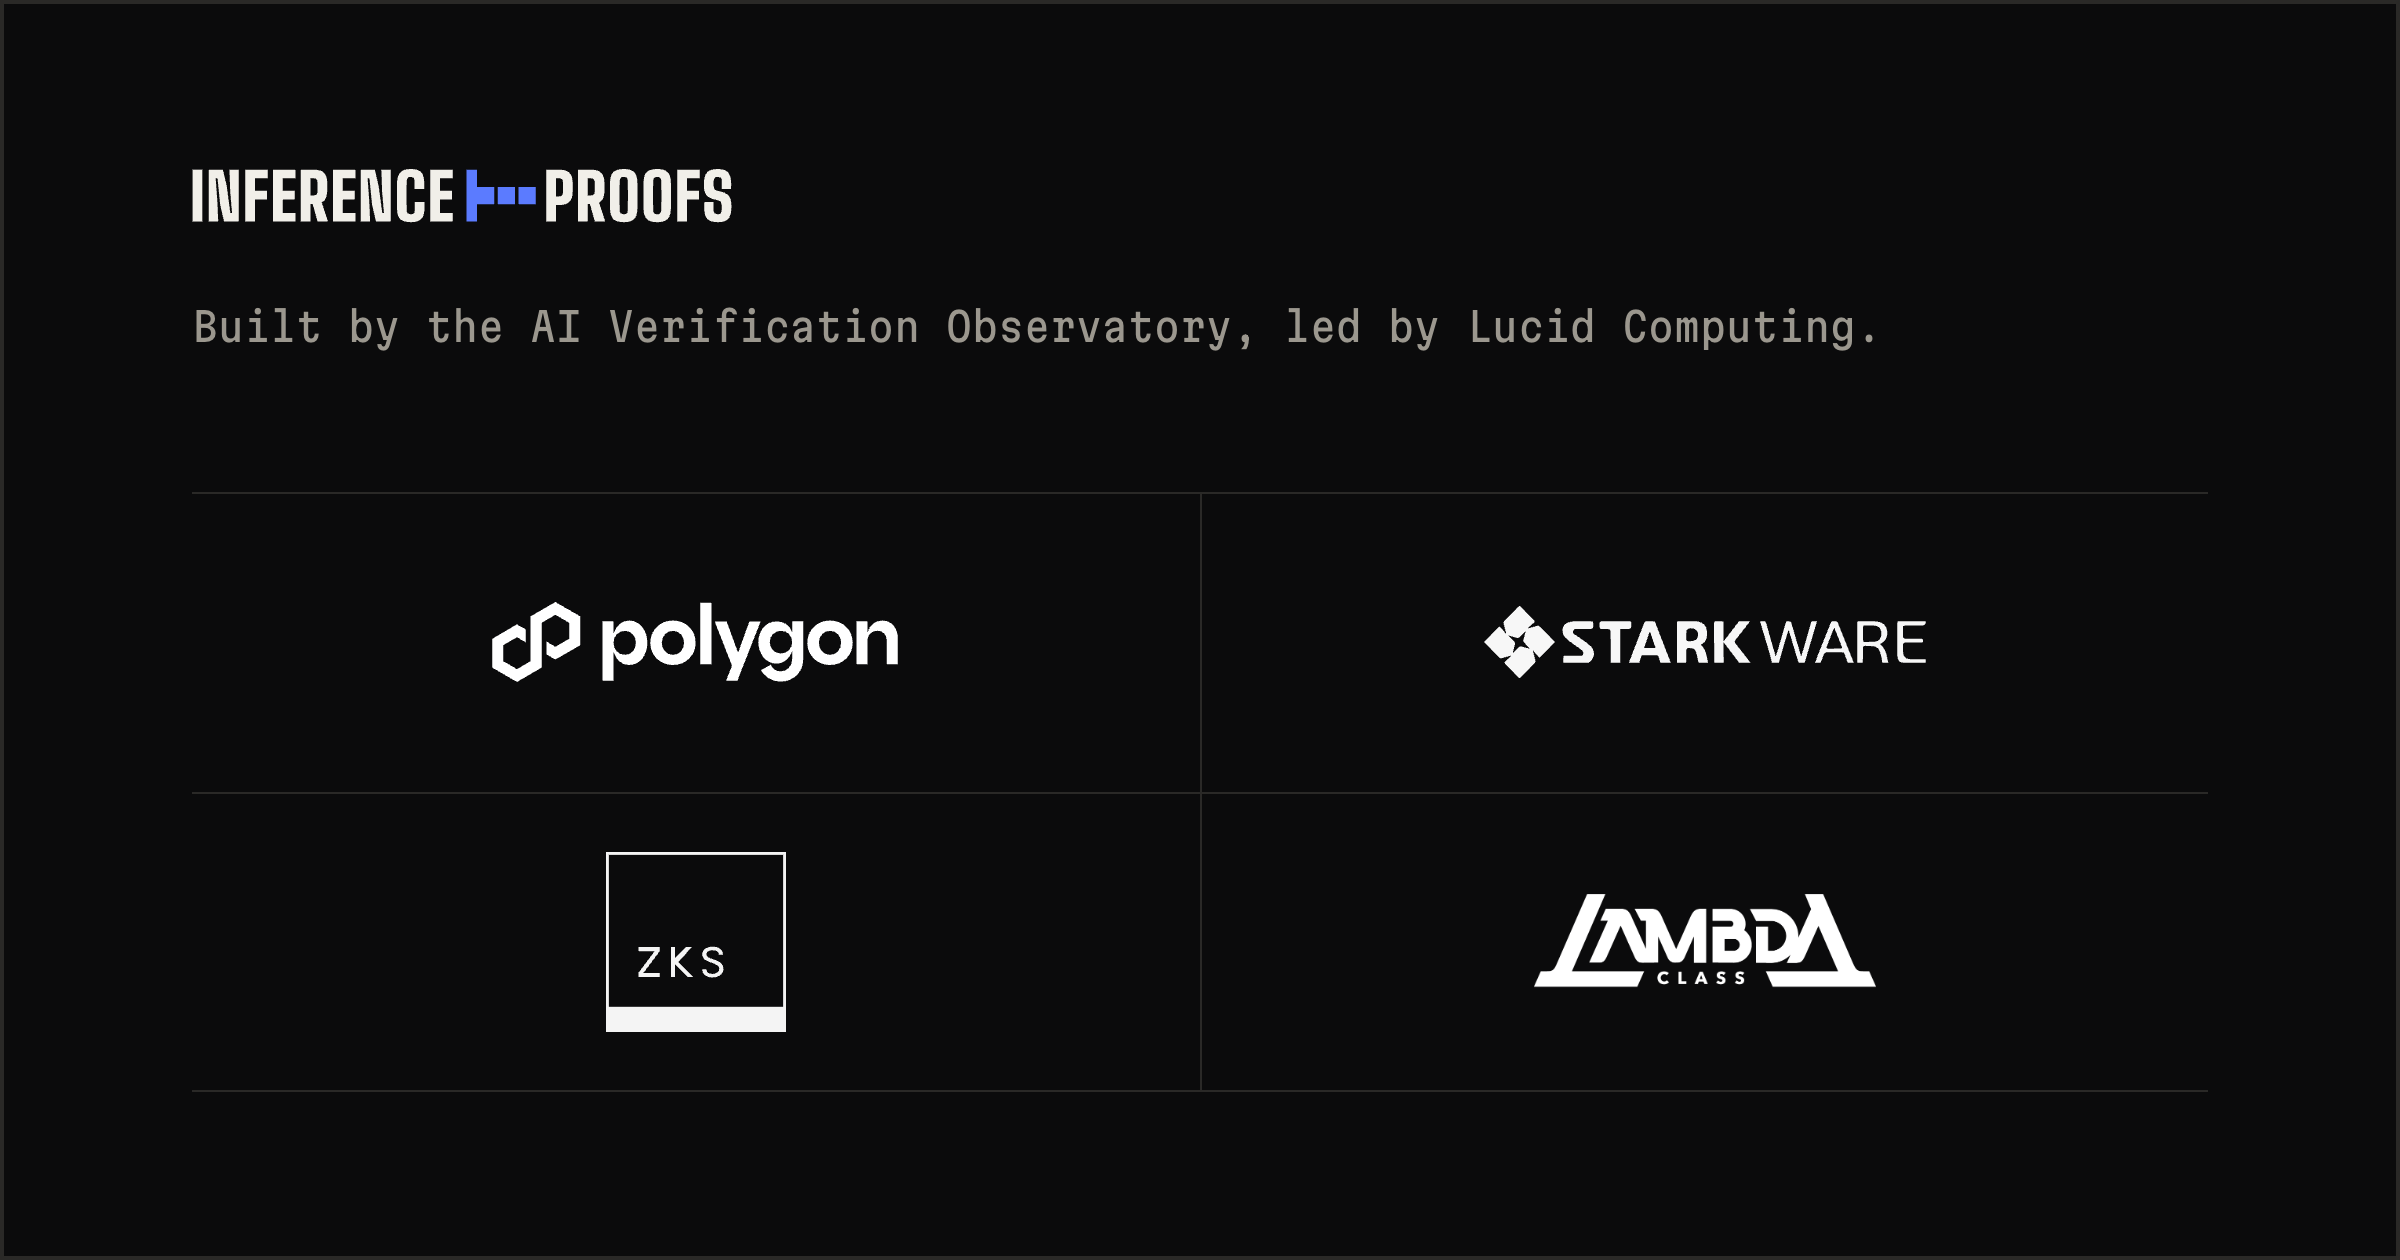 INFERENCE PROOFS
Built by the AI Verification Observatory, led by Lucid Computing.
polygon
STARKWARE
ZKS
LAMBDA
CLASS